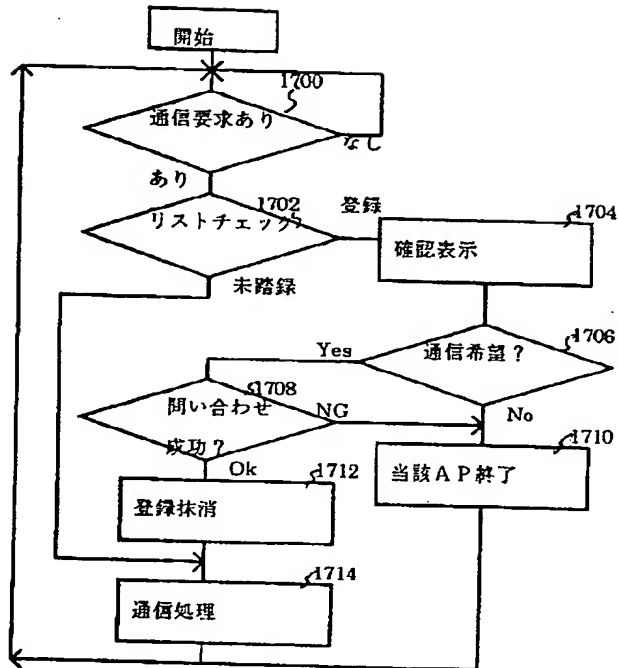 開始
1700
通信要求あり
なし
あり
1702
リストチェック
登録
1704
確認表示
未踏録
1706
通信希望？
Yes
No
1708
問い合わせ
成功？
NG
Ok
1710
当該ＡＰ終了
1712
登録抹消
1714
通信処理